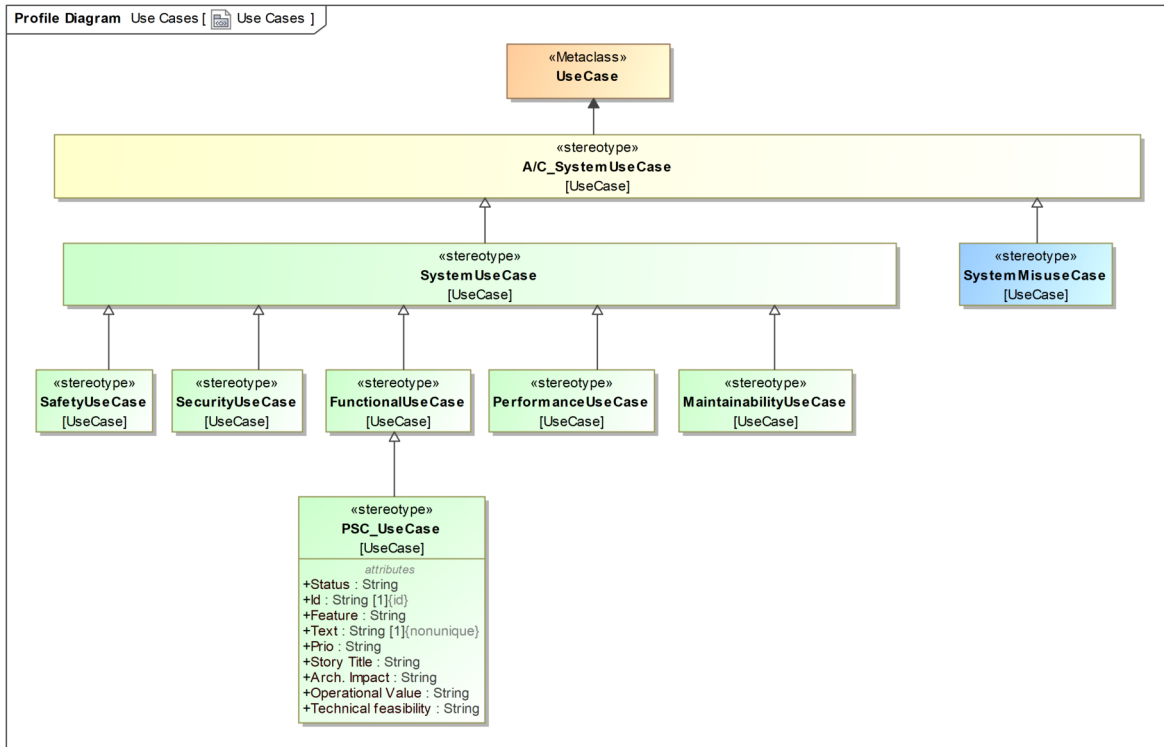 Profile Diagram Use Cases [ Use Cases ]
«Metaclass»
UseCase
«stereotype»
A/C_SystemUseCase
[UseCase]
«stereotype»
SystemUseCase
[UseCase]
«stereotype»
SystemMisuseCase
[UseCase]
«stereotype»
SafetyUseCase
[UseCase]
«stereotype»
SecurityUseCase
[UseCase]
«stereotype»
FunctionalUseCase
[UseCase]
«stereotype»
PerformanceUseCase
[UseCase]
«stereotype»
MaintainabilityUseCase
[UseCase]
«stereotype»
PSC_UseCase
[UseCase]
attributes
+Status : String
+Id : String [1]{id}
+Feature : String
+Text : String [1]{nonunique}
+Prio : String
+Story Title : String
+Arch. Impact : String
+Operational Value : String
+Technical feasibility : String